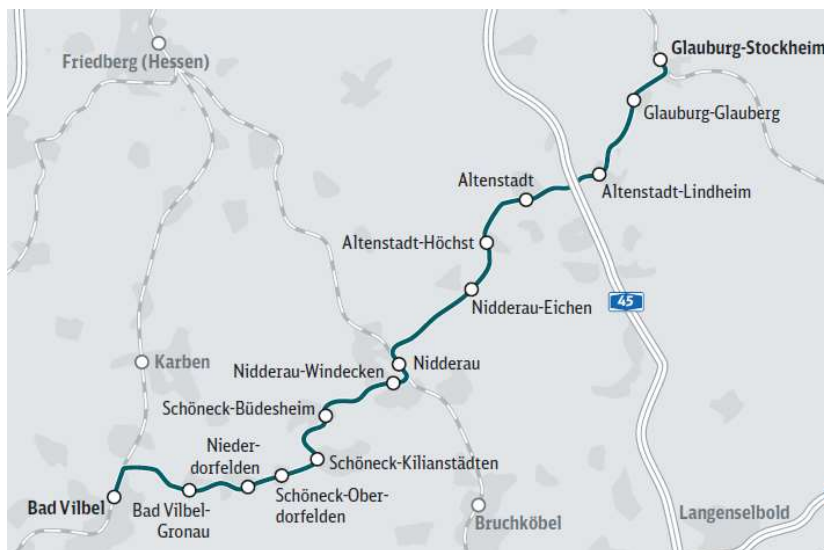 Glauburg-Stockheim
Friedberg (Hessen)
Glauburg-Glauberg
Altenstadt
Altenstadt-Lindheim
Altenstadt-Höchst
45
Nidderau-Eichen
Karben
Nidderau
Nidderau-Windecken
Schöneck-Büdesheim
Nieder-
dorfelden
Schöneck-Kilianstädten
Bad Vilbel
Bad Vilbel-
Gronau
Schöneck-Ober-
dorfelden
Bruchköbel
Langenselbold